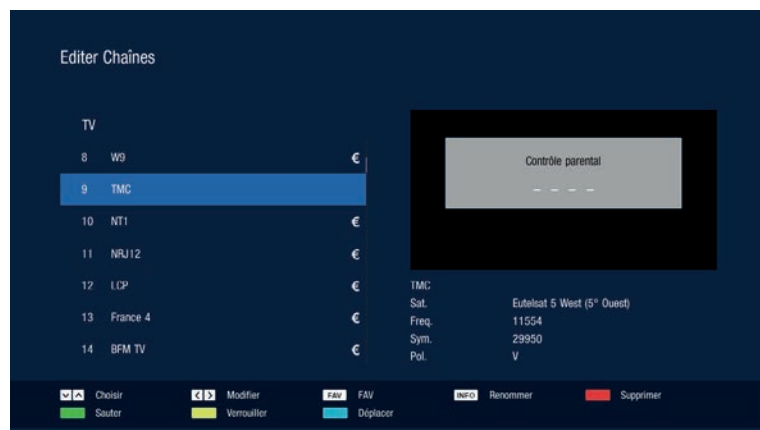 Editer Chaînes
TV
8 W9 €
9 TMC
10 NT1 €
11 NRJ12 €
12 LCP €
13 France 4 €
14 BFM TV €
Contrôle parental
_ _ _ _
TMC
Sat. Eutelsat 5 West (5° Ouest)
Freq. 11554
Sym. 29950
Pol. V
Choisir Modifier FAV FAV INFO Renommer Supprimer
Sauter Verrouiller Déplacer